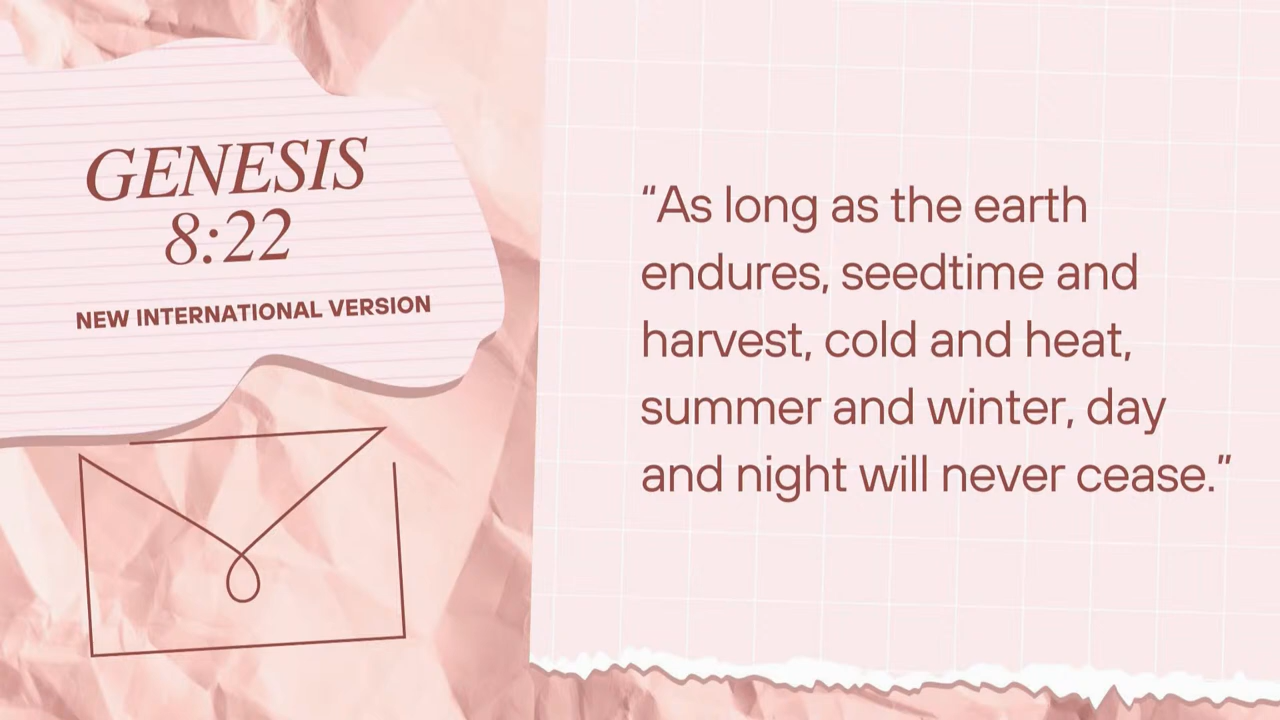 GENESIS
8:22
NEW INTERNATIONAL VERSION
“As long as the earth
endures, seedtime and
harvest, cold and heat,
summer and winter, day
and night will never cease.”